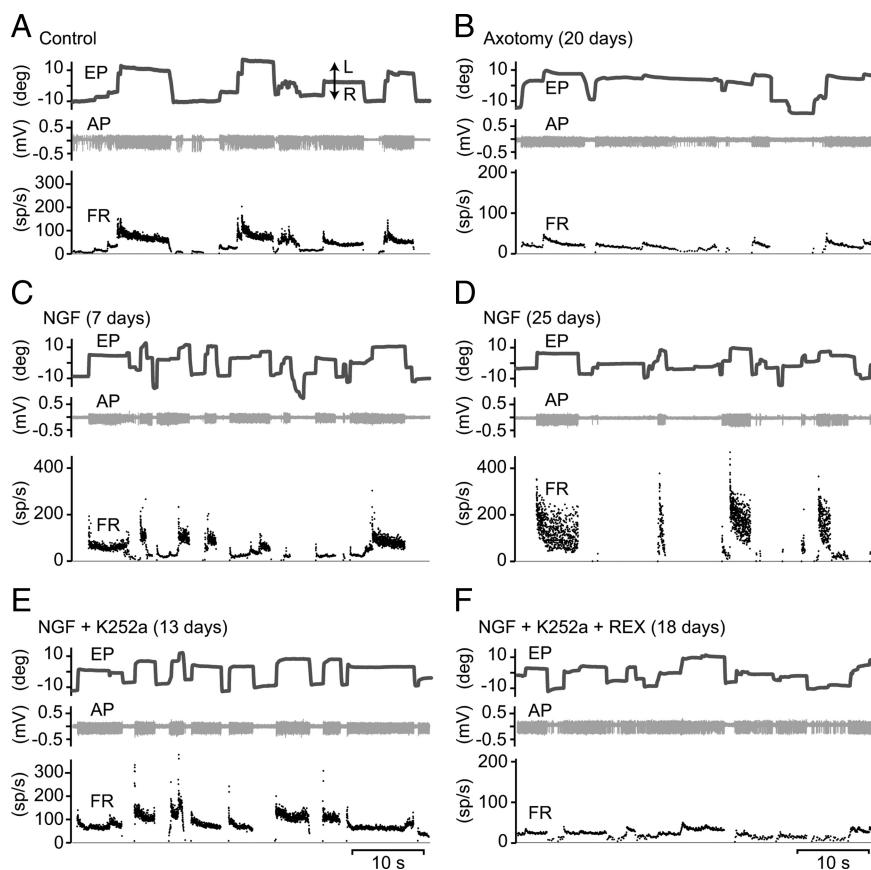 A
Control
EP
L
R
10
-10
(deg)
AP
0.5
-0.5
(mV)
FR
300
200
100
0
(sp/s)
B
Axotomy (20 days)
EP
10
-10
(deg)
AP
0.5
-0.5
(mV)
FR
200
100
0
(sp/s)
C
NGF (7 days)
EP
10
-10
(deg)
AP
0.5
-0.5
(mV)
FR
400
200
0
(sp/s)
D
NGF (25 days)
EP
10
-10
(deg)
AP
0.5
-0.5
(mV)
FR
400
200
0
(sp/s)
E
NGF + K252a (13 days)
EP
10
-10
(deg)
AP
0.5
-0.5
(mV)
FR
300
200
100
0
(sp/s)
10 s
F
NGF + K252a + REX (18 days)
EP
10
-10
(deg)
AP
0.5
-0.5
(mV)
FR
200
100
0
(sp/s)
10 s